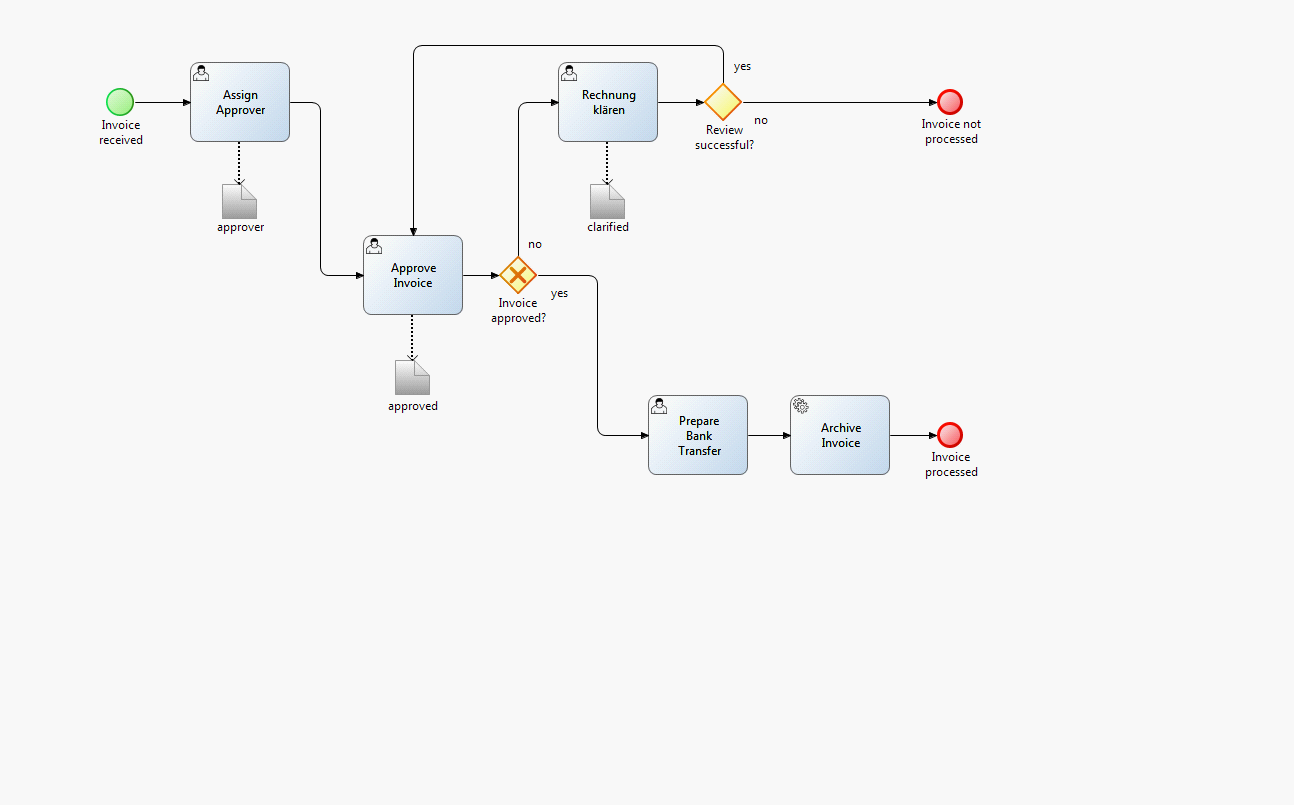 Invoice
received
Assign
Approver
approver
Approve
Invoice
approved
Invoice
approved?
no
yes
Rechnung
klären
clarified
Review
successful?
yes
no
Invoice not
processed
Prepare
Bank
Transfer
Archive
Invoice
Invoice
processed